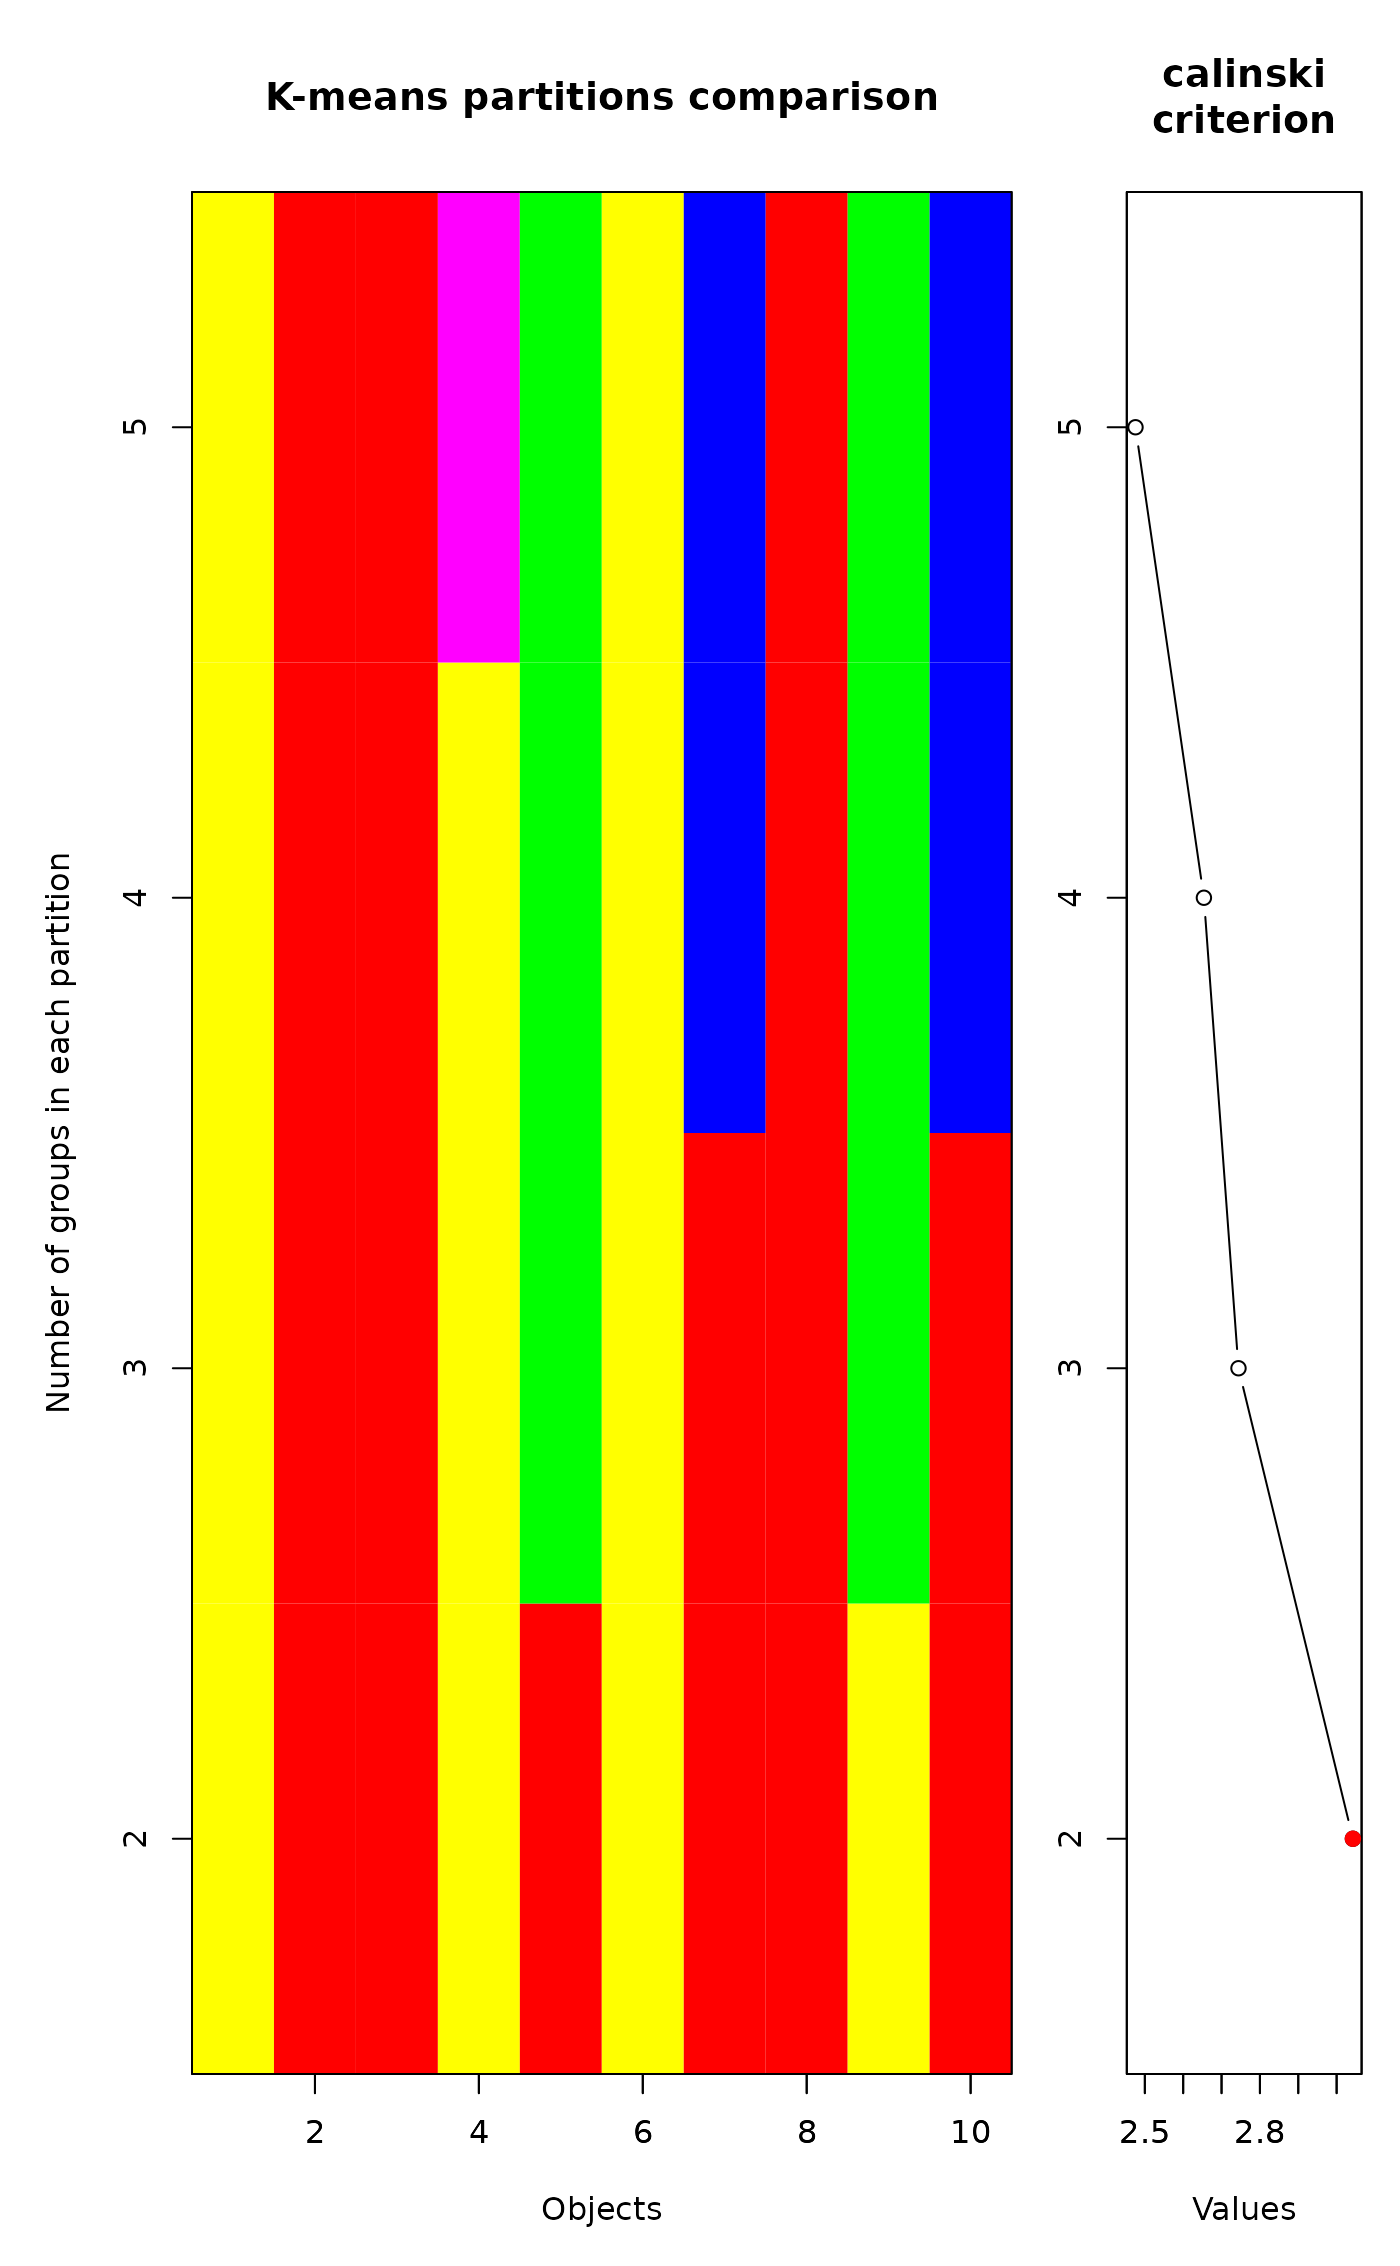 K-means partitions comparison
calinski
criterion
Number of groups in each partition
5
4
3
2
2 4 6 8 10
Objects
5
4
3
2
2.5 2.8
Values